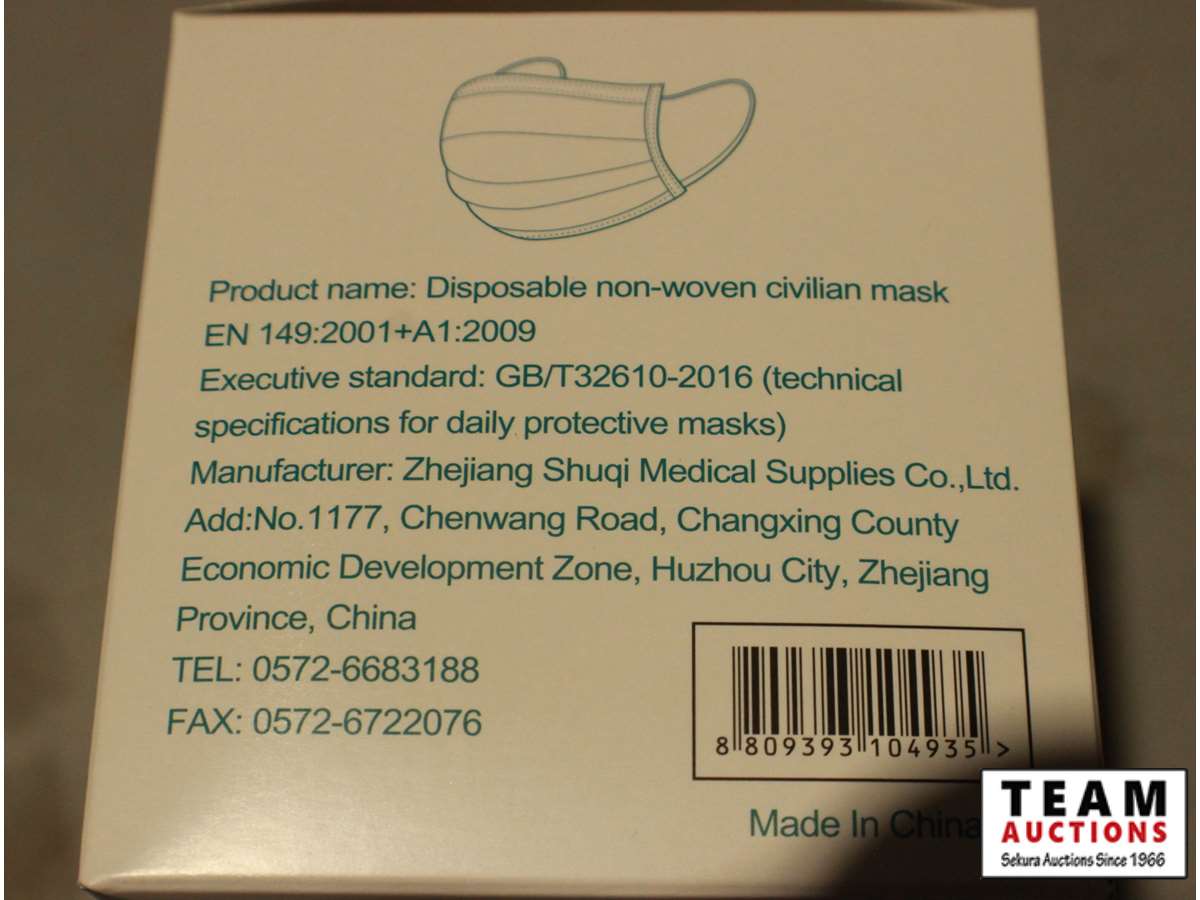 Product name: Disposable non-woven civilian mask
EN 149:2001+A1:2009
Executive standard: GB/T32610-2016 (technical
specifications for daily protective masks)
Manufacturer: Zhejiang Shuqi Medical Supplies Co.,Ltd.
Add:No.1177, Chenwang Road, Changxing County
Economic Development Zone, Huzhou City, Zhejiang
Province, China
TEL: 0572-6683188
FAX: 0572-6722076
8 809393 104935 >
Made In China
TEAM
AUCTIONS
Sekura Auctions Since 1966